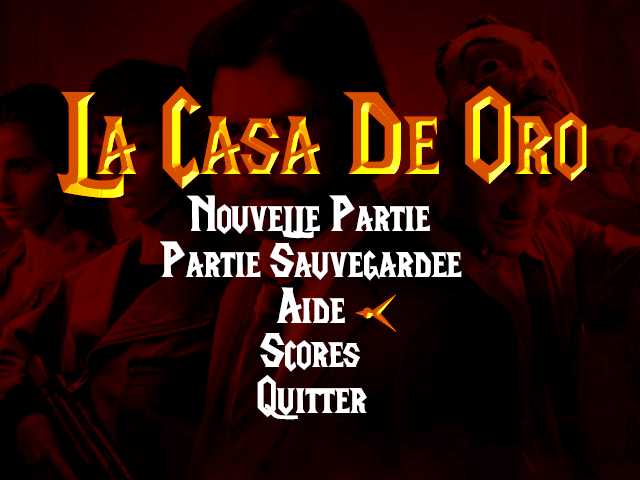 La Casa De Oro
Nouvelle Partie
Partie Sauvegardee
Aide
Scores
Quitter